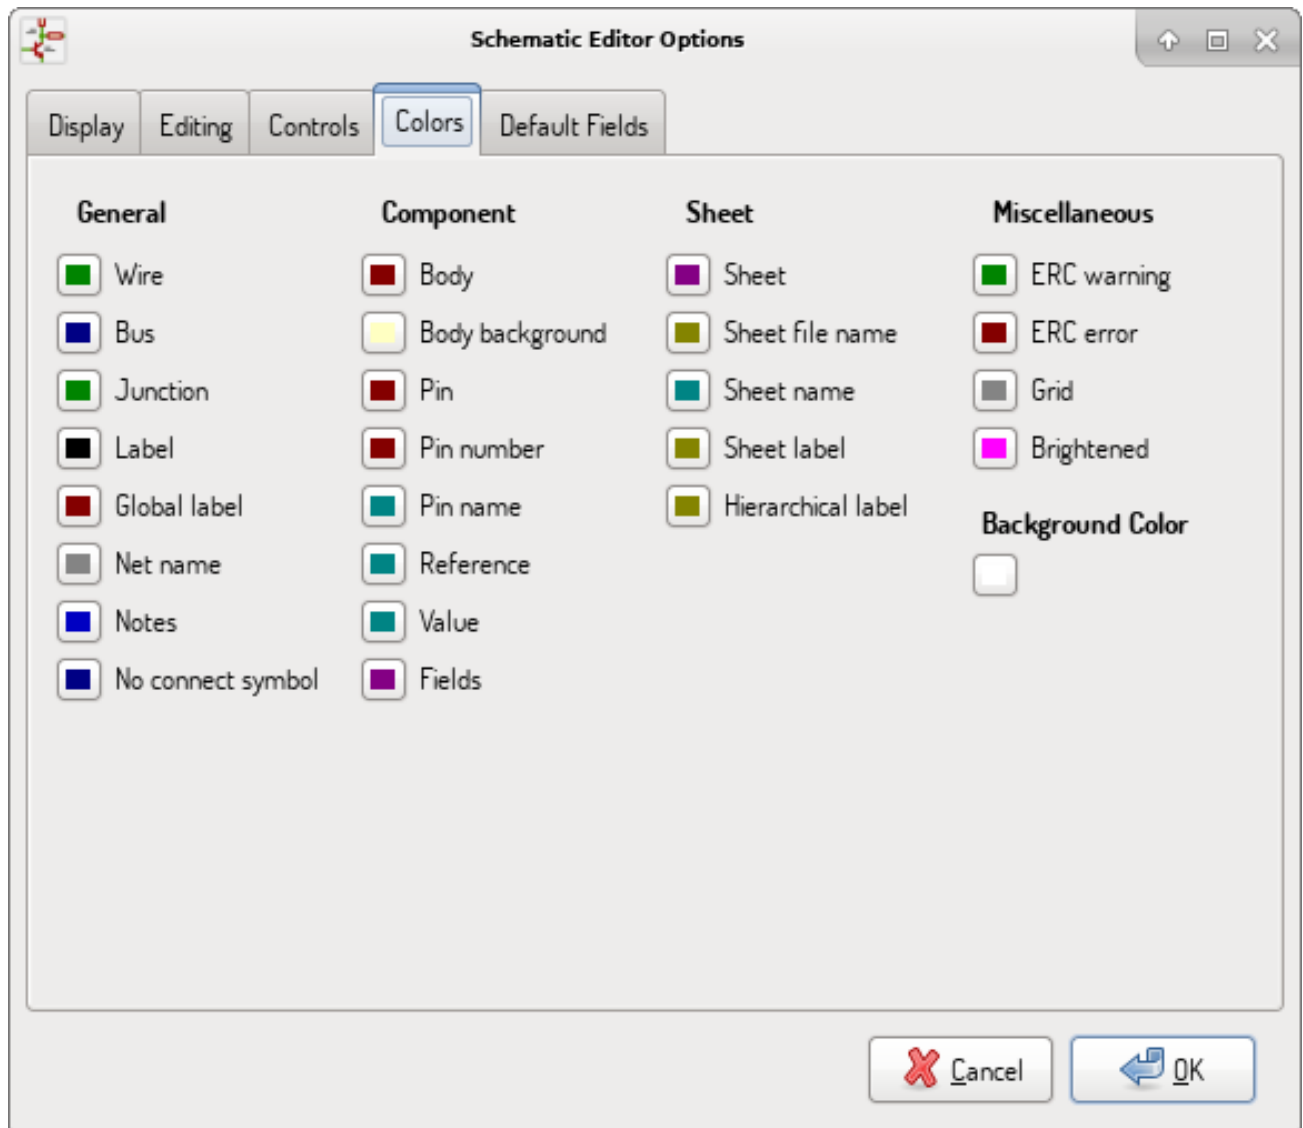 Schematic Editor Options
Display Editing Controls Colors Default Fields
General
Wire
Bus
Junction
Label
Global label
Net name
Notes
No connect symbol
Component
Body
Body background
Pin
Pin number
Pin name
Reference
Value
Fields
Sheet
Sheet
Sheet file name
Sheet name
Sheet label
Hierarchical label
Miscellaneous
ERC warning
ERC error
Grid
Brightened
Background Color
Cancel OK